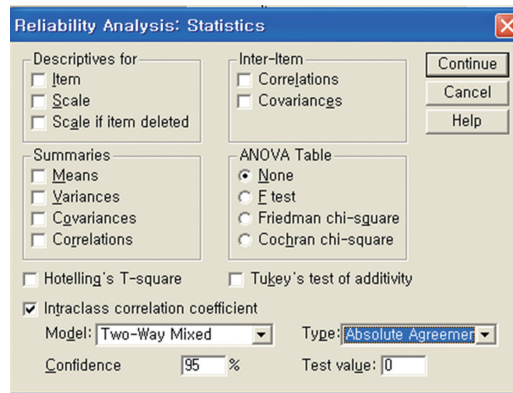 Reliability Analysis: Statistics
Descriptives for
Item
Scale
Scale if item deleted
Inter-Item
Correlations
Covariances
Continue
Cancel
Help
Summaries
Means
Variances
Covariances
Correlations
ANOVA Table
None
F test
Friedman chi-square
Cochran chi-square
Hotelling's T-square
Tukey's test of additivity
Intraclass correlation coefficient
Model: Two-Way Mixed
Type: Absolute Agreemer
Confidence 95 %
Test value: 0